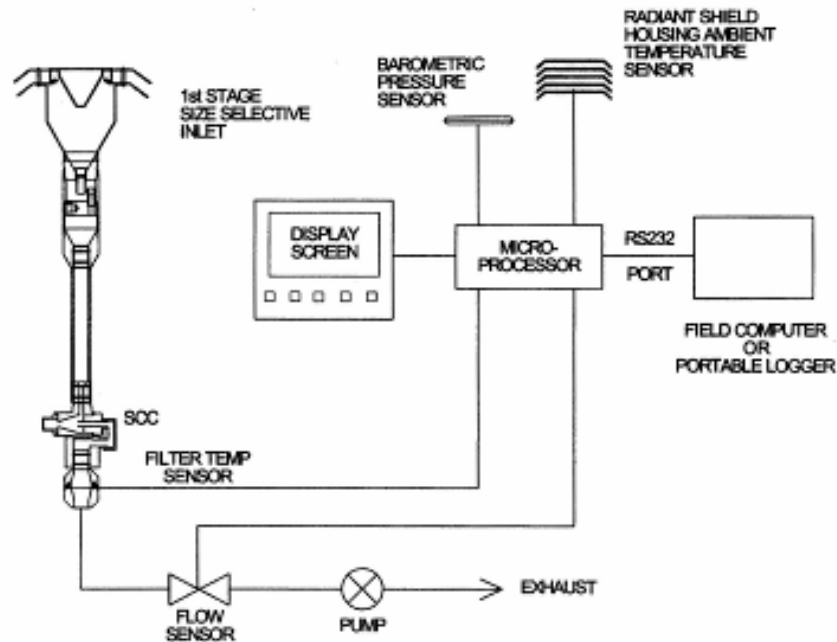 RADIANT SHIELD
HOUSING AMBIENT
TEMPERATURE
SENSOR
BAROMETRIC
PRESSURE
SENSOR
1st STAGE
SIZE SELECTIVE
INLET
DISPLAY
SCREEN
MICRO-
PROCESSOR
RS232
PORT
FIELD COMPUTER
OR
PORTABLE LOGGER
SCC
FILTER TEMP
SENSOR
FLOW
SENSOR
PUMP
EXHAUST